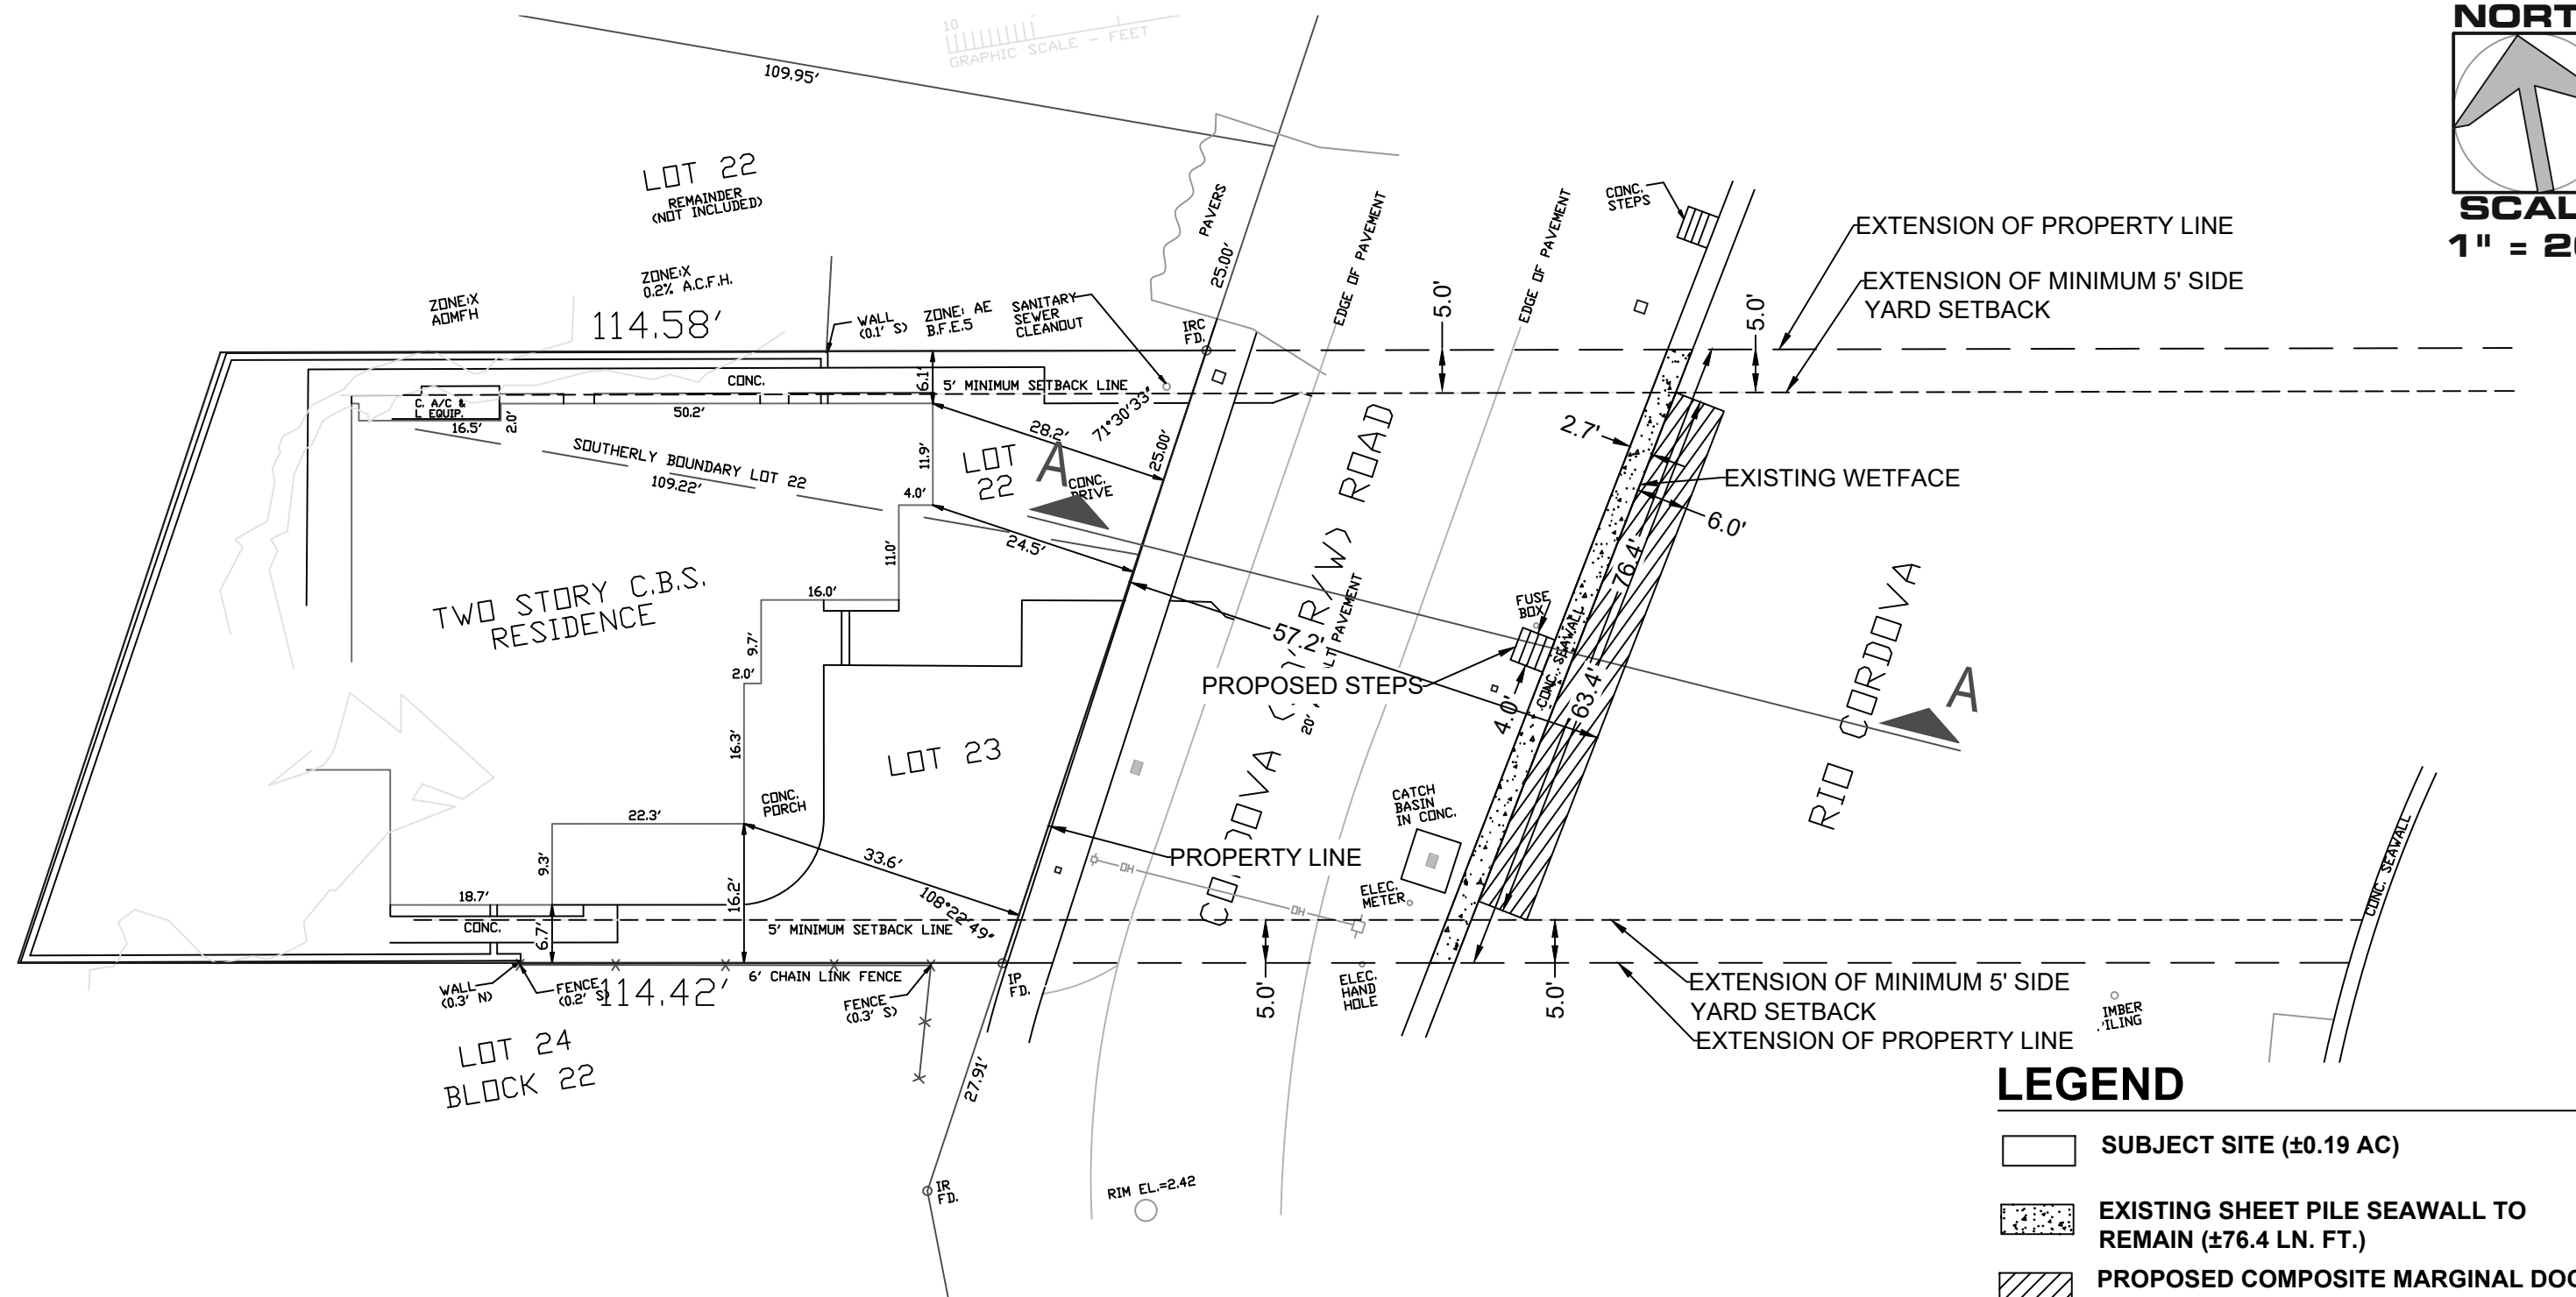 10
GRAPHIC SCALE - FEET
109.95'
LOT 22
REMAINDER
(NOT INCLUDED)
ZONE:X
AOMFH
ZONE:X
0.2% A.C.F.H.
114.58'
WALL
(0.1' S)
ZONE: AE
B.F.E.5
SANITARY
SEWER
CLEANOUT
IRC
FD.
PAVERS
25.00'
EDGE OF PAVEMENT
EDGE OF PAVEMENT
CONC.
STEPS
EXTENSION OF PROPERTY LINE
EXTENSION OF MINIMUM 5' SIDE
YARD SETBACK
5.0'
5.0'
1" =
CONC.
6.1'
5' MINIMUM SETBACK LINE
C. A/C &
L EQUIP.
16.5'
2.0'
50.2'
SOUTHERLY BOUNDARY LOT 22
109.22'
11.9'
4.0'
28.2'
71°30'33"
25.00'
LOT
22
A
CONC.
DRIVE
24.5'
11.0'
16.0'
9.7'
2.0'
16.3'
TWO STORY C.B.S.
RESIDENCE
2.7'
EXISTING WETFACE
6.0'
76.4'
63.4'
CONC. SEAWALL
FUSE
BOX
57.2'
PROPOSED STEPS
4.0'
ROAD
R/W)
PAVEMENT
20'
RIO CORDOVA
A
LOT 23
CONC.
PORCH
22.3'
9.3'
18.7'
16.2'
33.6'
108°22'49"
CONC.
6.7'
5' MINIMUM SETBACK LINE
PROPERTY LINE
OH
OH
CATCH
BASIN
IN CONC.
ELEC.
METER
CONC. SEAWALL
WALL
(0.3' N)
FENCE
(0.2' S)
114.42'
6' CHAIN LINK FENCE
FENCE
(0.3' S)
IP
FD.
5.0'
ELEC.
HAND
HOLE
5.0'
EXTENSION OF MINIMUM 5' SIDE
YARD SETBACK
EXTENSION OF PROPERTY LINE
LOT 24
BLOCK 22
27.91'
IR
FD.
RIM EL.=2.42
LEGEND
SUBJECT SITE (±0.19 AC)
EXISTING SHEET PILE SEAWALL TO
REMAIN (±76.4 LN. FT.)
PROPOSED COMPOSITE MARGINAL